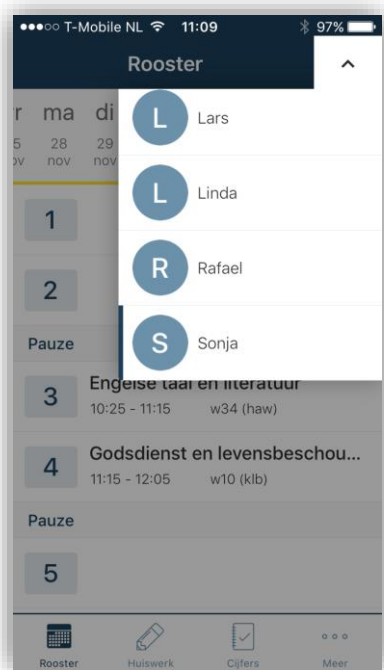 T-Mobile NL 11:09 97%
Rooster
r ma di
5 28 29
ov nov nov
L Lars
L Linda
R Rafael
S Sonja
1
2
Pauze
3 Engelse taal en literatuur
10:25 - 11:15 w34 (haw)
4 Godsdienst en levensbeschou...
11:15 - 12:05 w10 (klb)
Pauze
5
Rooster Huiswerk Cijfers Meer